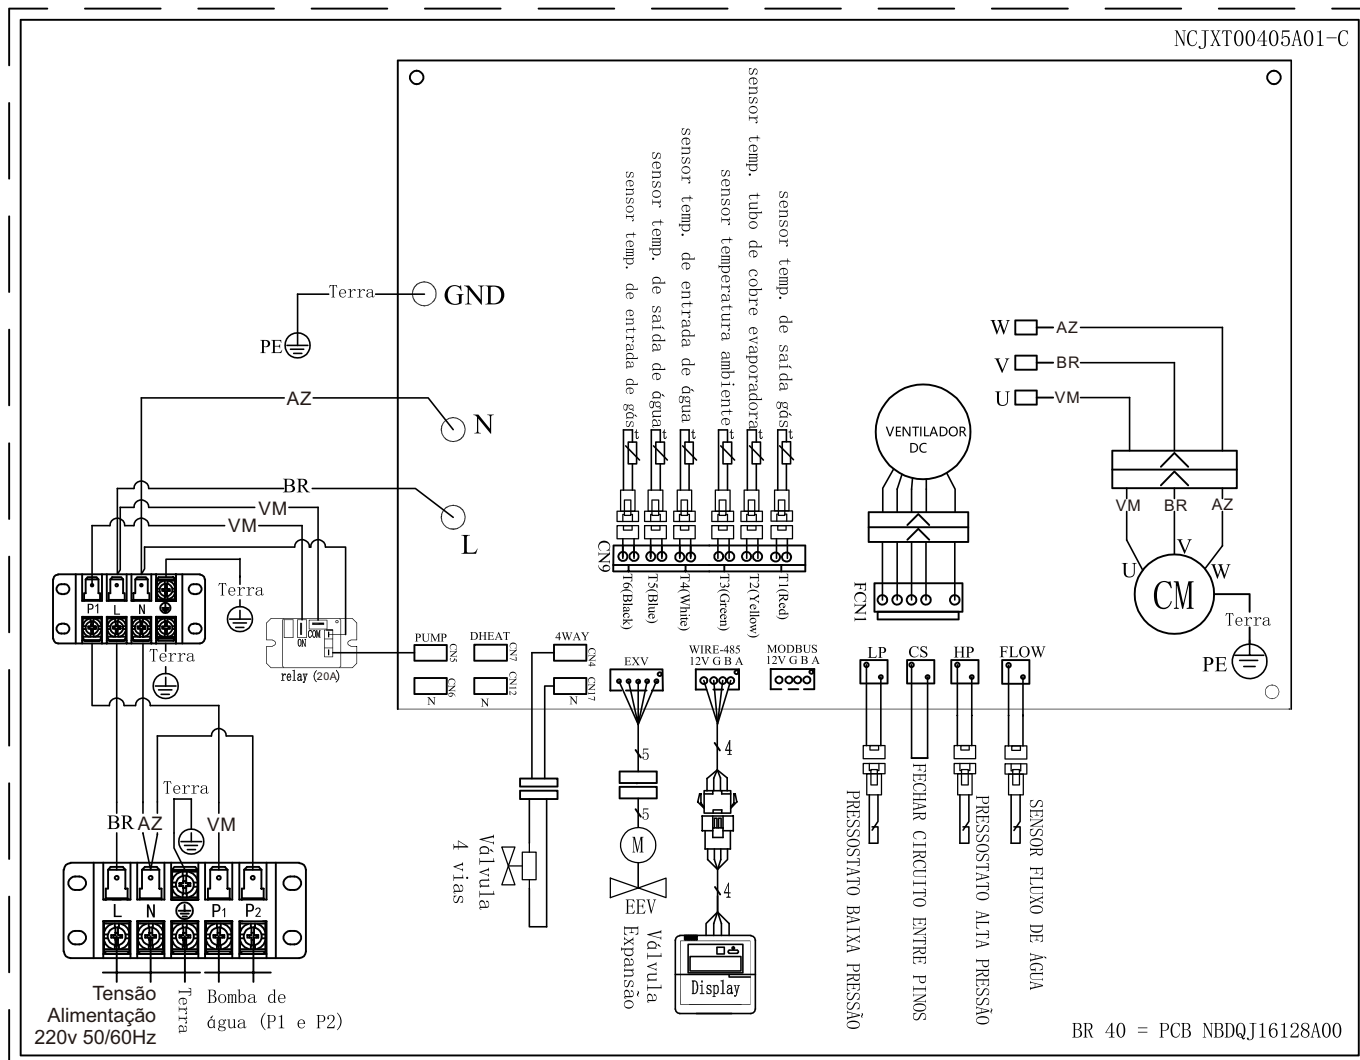 NCJXT00405A01-C
sensor temp. de entrada de gás
sensor temp. de saída de água
sensor temp. de entrada de água
sensor temperatura ambiente
sensor temp. tubo de cobre evaporadora
sensor temp. de saída gás
t
t
t
t
t
t
Terra
GND
PE
AZ
N
BR
VM
VM
L
W
AZ
V
BR
U
VM
VENTILADOR
DC
VM
BR
AZ
U
V
W
CM
Terra
PE
CN9
T6(Black)
T5(Blue)
T4(White)
T3(Green)
T2(Yellow)
T1(Red)
FCN1
P1
L
N
Terra
Terra
ON
COM
relay (20A)
PUMP
CN5
CN6
N
DHEAT
CN7
CN12
N
4WAY
CN4
CN17
N
EXV
WIRE-485
12V G B A
MODBUS
12V G B A
LP
CS
HP
FLOW
5
5
4
4
M
EEV
Válvula
Expansão
Válvula
4 vias
Display
PRESSOSTATO BAIXA PRESSÃO
FECHAR CIRCUITO ENTRE PINOS
PRESSOSTATO ALTA PRESSÃO
SENSOR FLUXO DE ÁGUA
Terra
BR
AZ
VM
L
N
P1
P2
Tensão
Alimentação
220v 50/60Hz
Terra
Bomba de
água (P1 e P2)
BR 40 = PCB NBDQJ16128A00